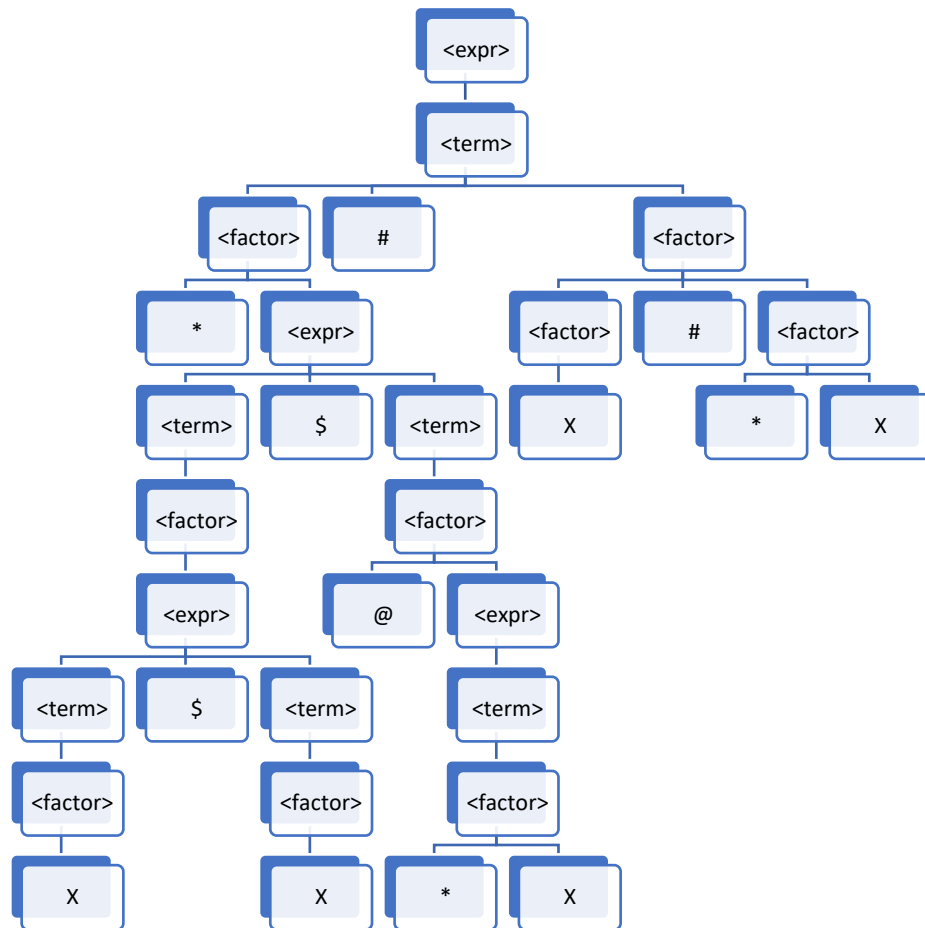 <expr>
<term>
<factor> # <factor>
* <expr> <factor> # <factor>
<term> $ <term> X * X
<factor> <factor>
<expr> @ <expr>
<term> $ <term> <term>
<factor> <factor> <factor>
X X * X